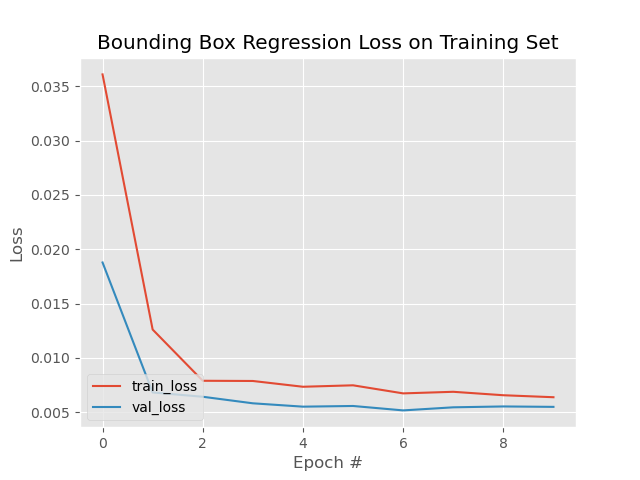 Bounding Box Regression Loss on Training Set
0.035
0.030
0.025
0.020
0.015
0.010
0.005
Loss
train_loss
val_loss
0 2 4 6 8
Epoch #